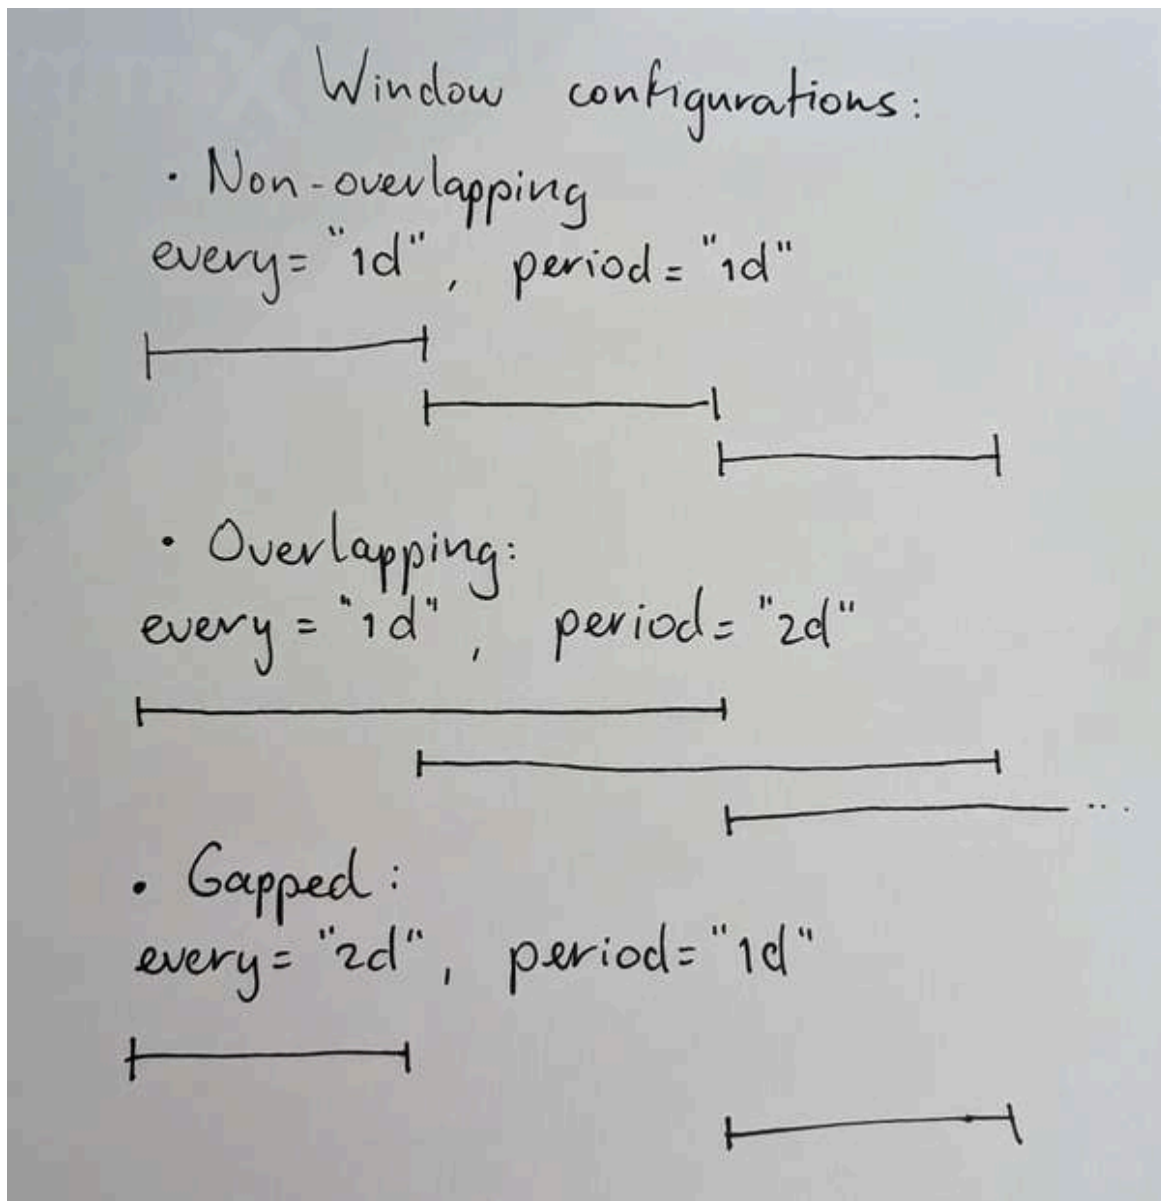 Window configurations:
· Non-overlapping
every= "1d", period= "1d"
· Overlapping:
every = "1d", period= "2d"
...
· Gapped:
every= "2d", period= "1d"